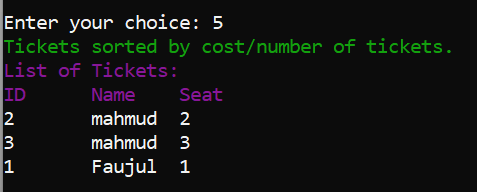 Enter your choice: 5
Tickets sorted by cost/number of tickets.
List of Tickets:
ID Name Seat
2 mahmud 2
3 mahmud 3
1 Faujul 1